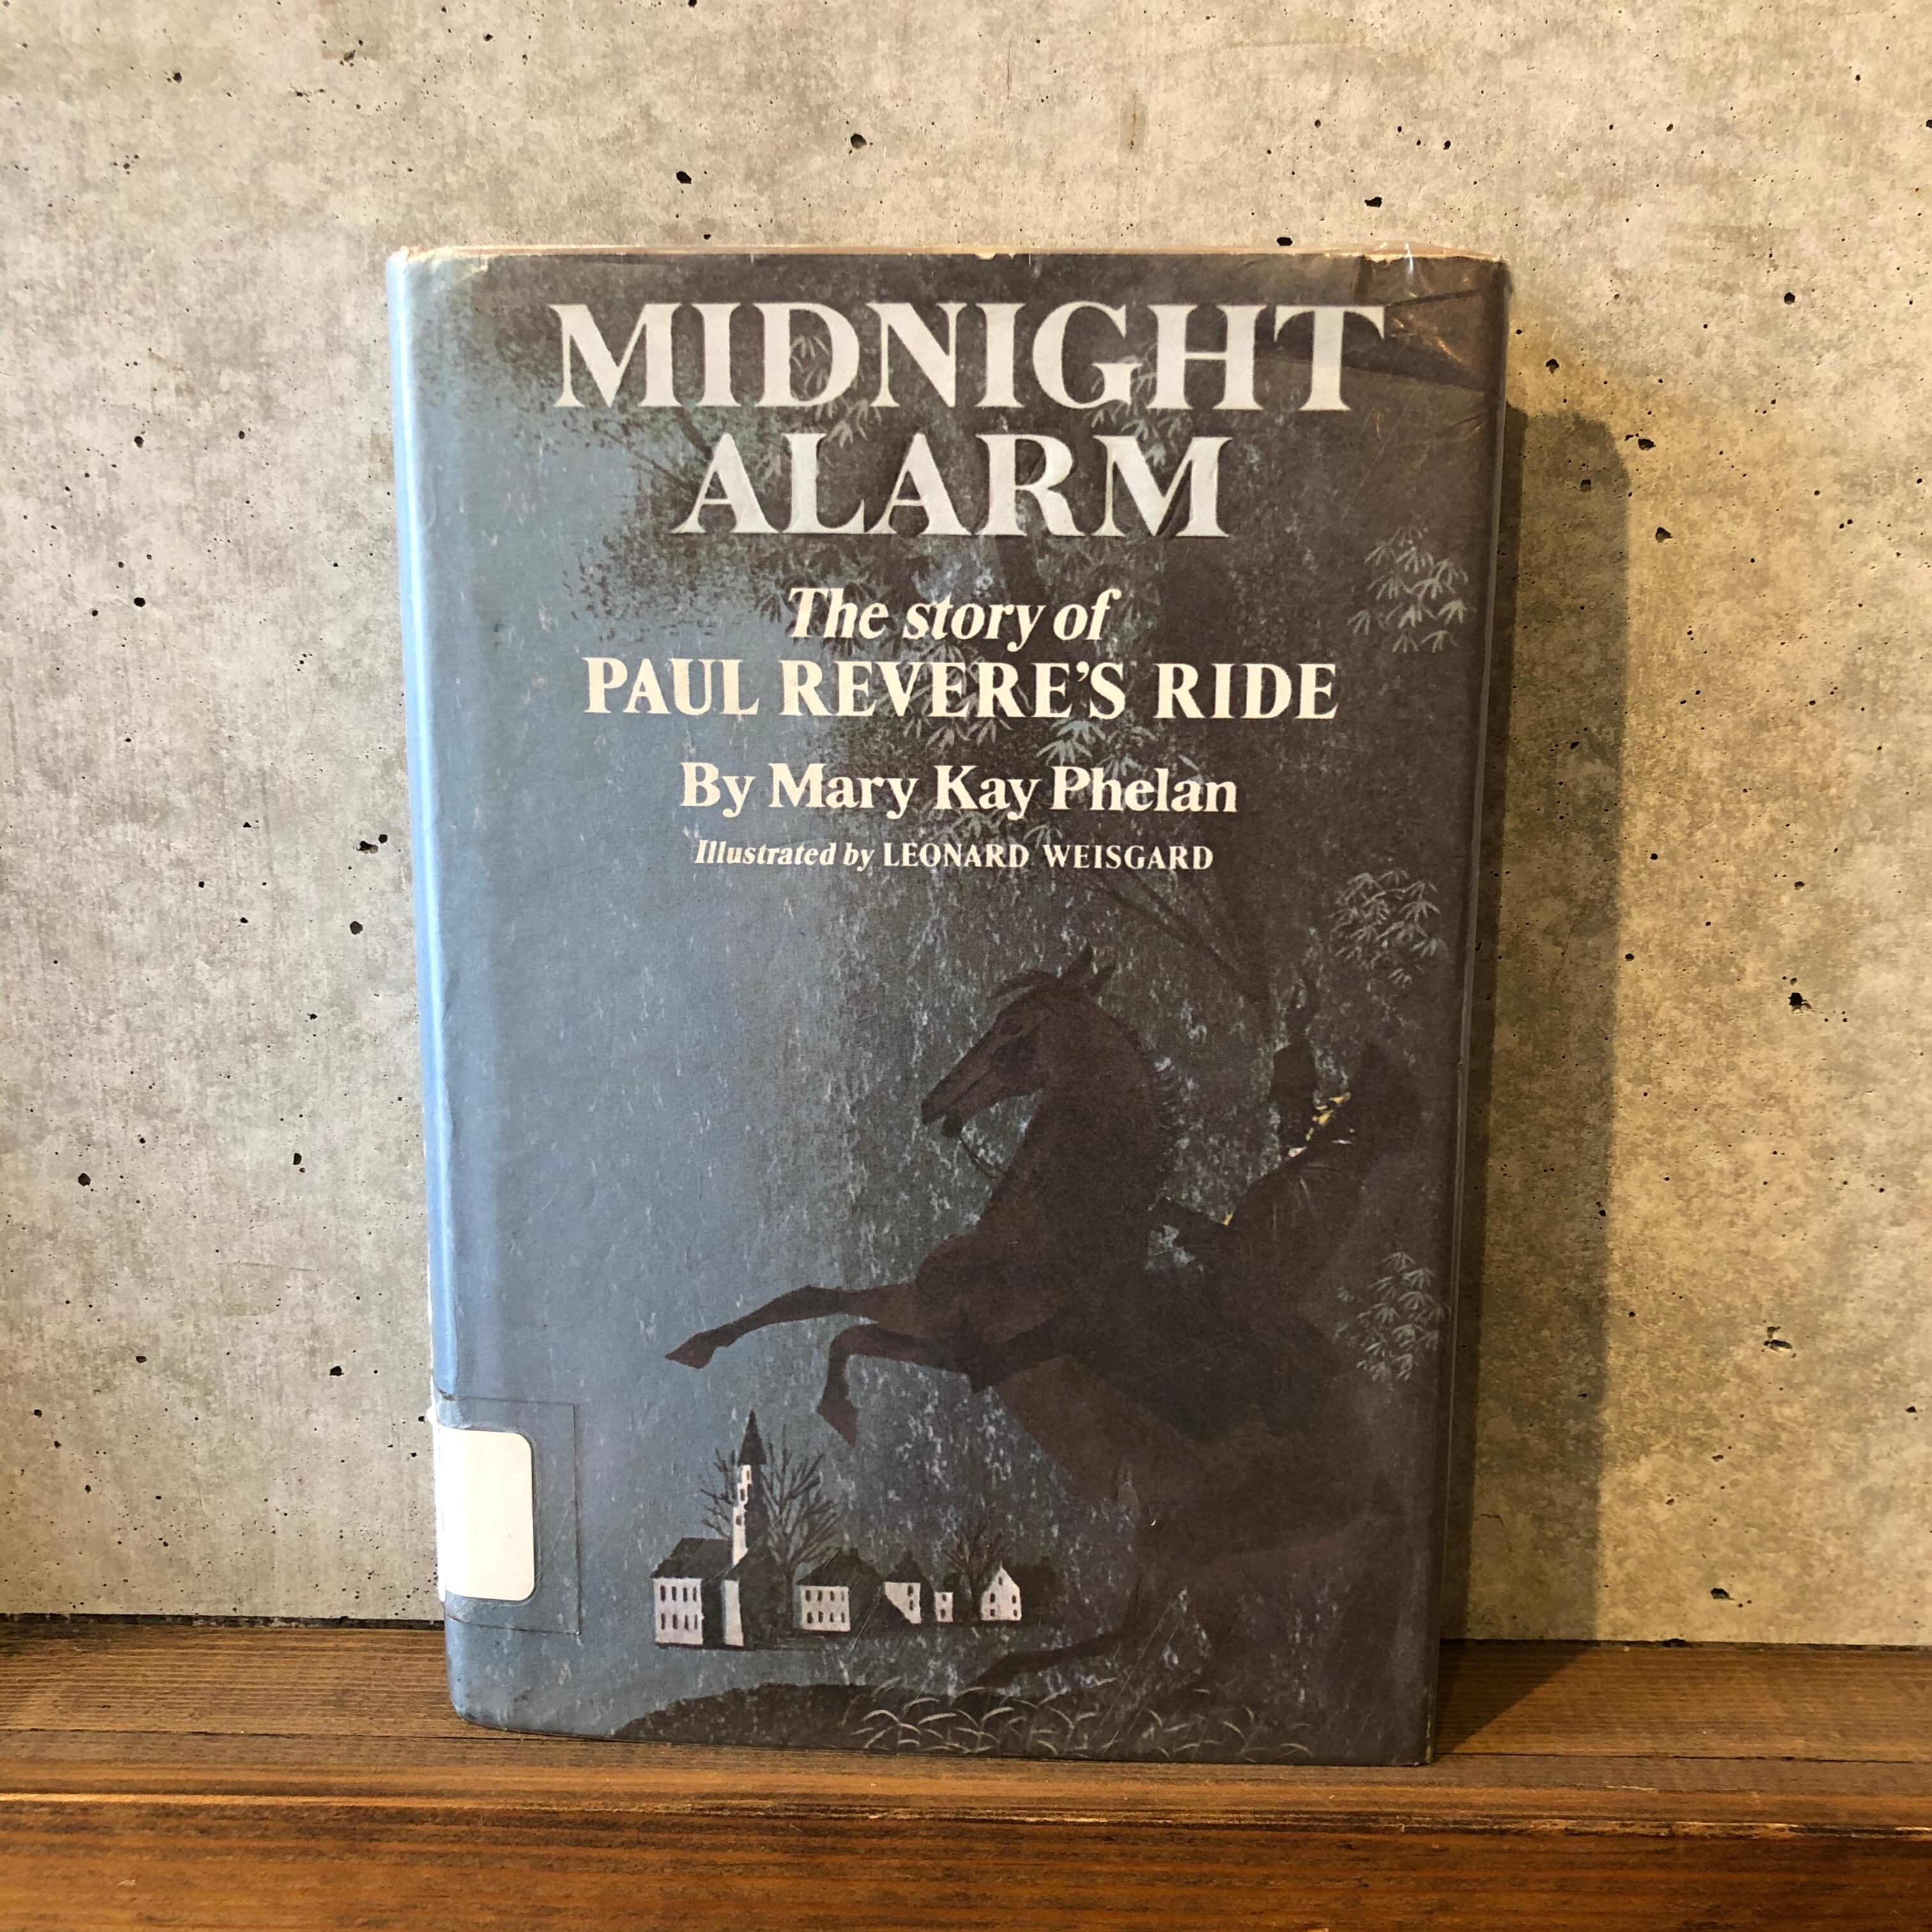 MIDNIGHT
ALARM
The story of
PAUL REVERE'S RIDE
By Mary Kay Phelan
Illustrated by LEONARD WEISGARD